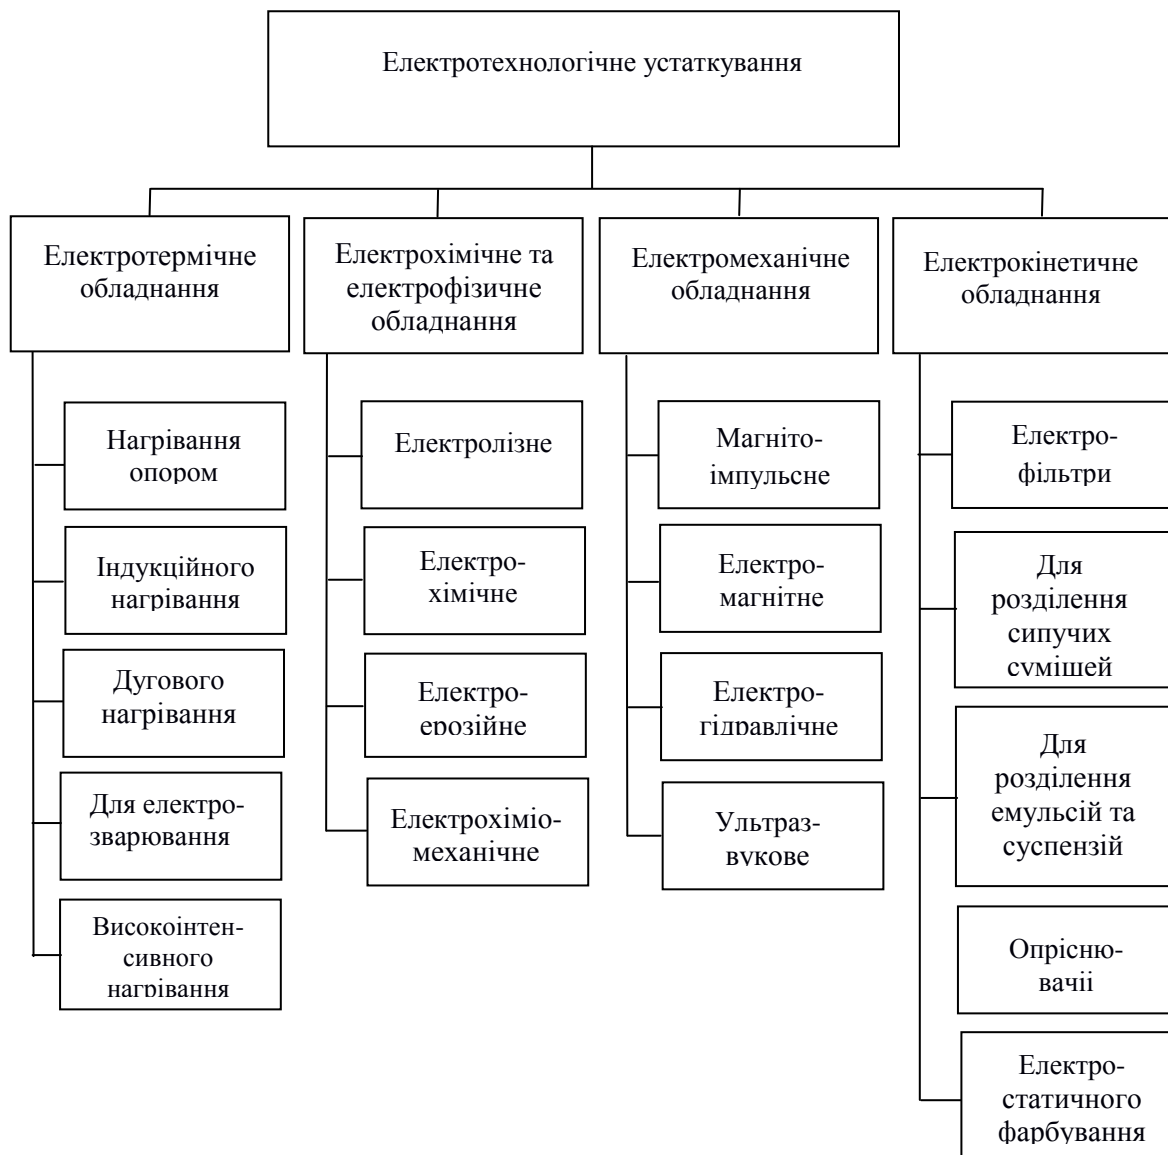 Електротехнологічне устаткування
Електротермічне
обладнання
Електрохімічне та
електрофізичне
обладнання
Електромеханічне
обладнання
Електрокінетичне
обладнання
Нагрівання
опором
Індукційного
нагрівання
Дугового
нагрівання
Для електро-
зварювання
Високоінтен-
сивного
нагрівання
Електролізне
Електро-
хімічне
Електро-
ерозійне
Електрохіміо-
механічне
Магніто-
імпульсне
Електро-
магнітне
Електро-
гідравлічне
Ультраз-
вукове
Електро-
фільтри
Для
розділення
сипучих
сумішей
Для
розділення
емульсій та
суспензій
Опрісню-
вачіі
Електро-
статичного
фарбування